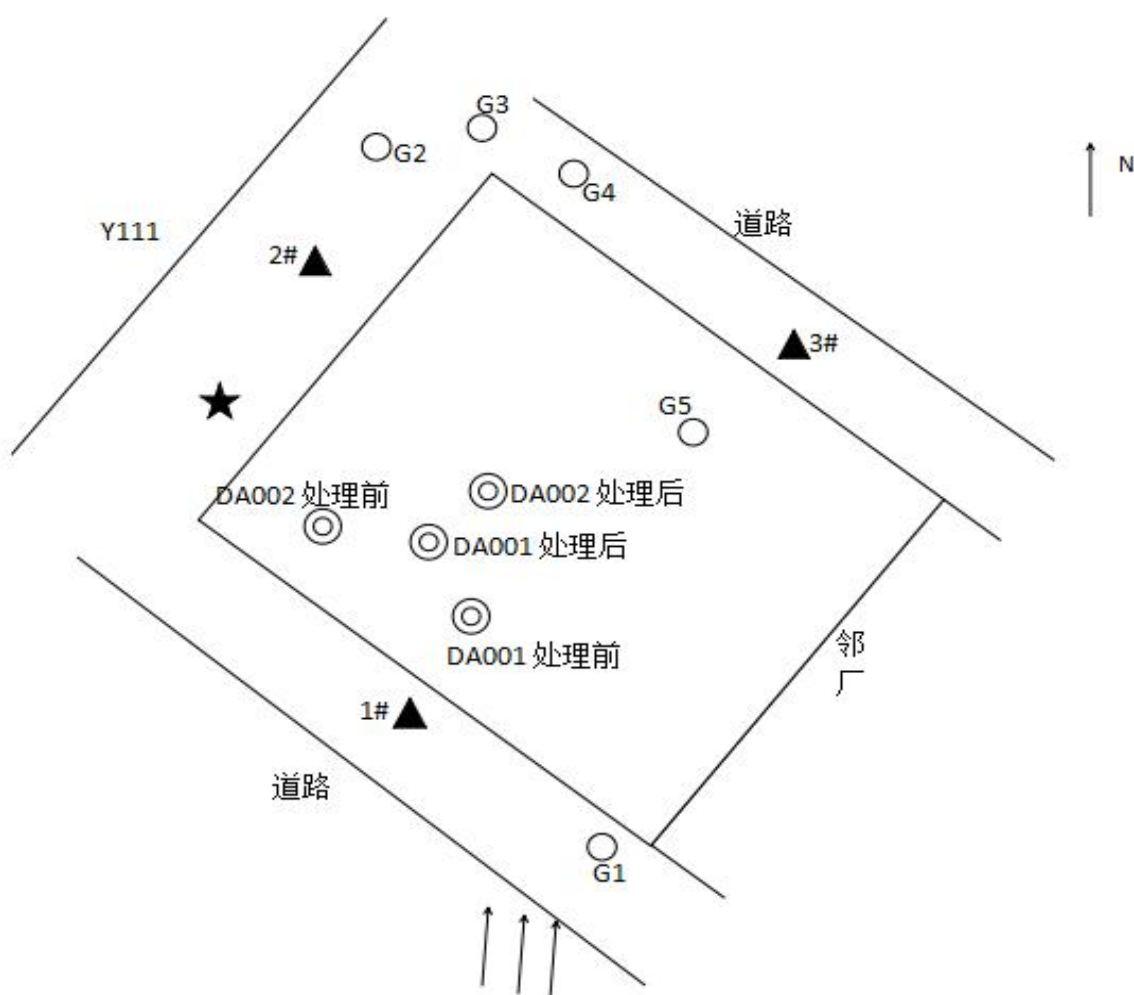 G3
G2
G4
N
Y111
道路
2#
3#
G5
DA002 处理前
DA002 处理后
DA001 处理后
DA001 处理前
邻
厂
1#
道路
G1